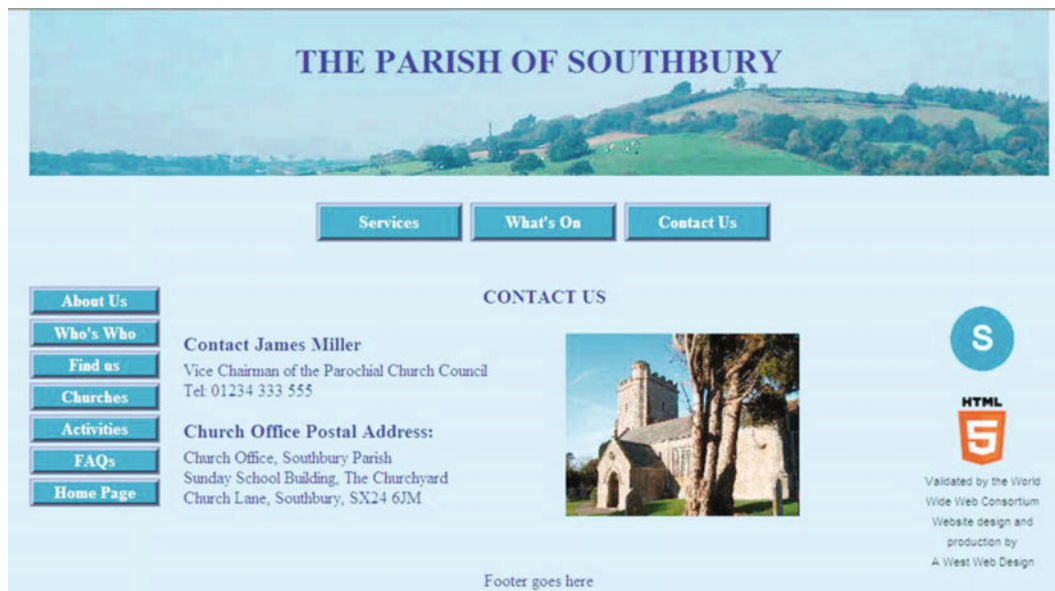 THE PARISH OF SOUTHBURY
Services
What's On
Contact Us
About Us
Who's Who
Find us
Churches
Activities
FAQs
Home Page
CONTACT US
Contact James Miller
Vice Chairman of the Parochial Church Council
Tel: 01234 333 555
Church Office Postal Address:
Church Office, Southbury Parish
Sunday School Building, The Churchyard
Church Lane, Southbury, SX24 6JM
S
HTML
5
Validated by the World
Wide Web Consortium
Website design and
production by
A West Web Design
Footer goes here